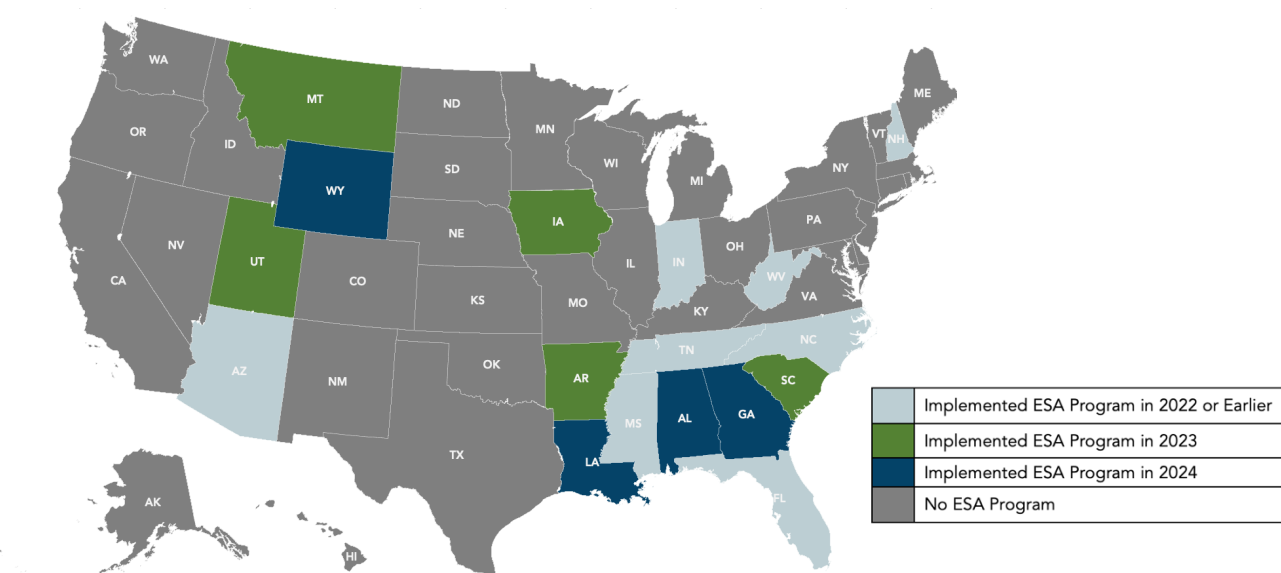 WA
MT
ND
MN
ME
OR
ID
WI
VT
NH
SD
NY
MI
WY
IA
PA
NE
NV
OH
UT
IL
IN
CA
CO
WV
VA
KS
MO
KY
NC
TN
AZ
OK
AR
SC
NM
MS
AL
GA
TX
LA
FL
AK
HI
Implemented ESA Program in 2022 or Earlier
Implemented ESA Program in 2023
Implemented ESA Program in 2024
No ESA Program